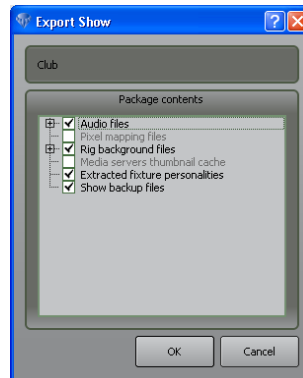 Export Show
Club
Package contents
Audio files
Pixel mapping files
Rig background files
Media servers thumbnail cache
Extracted fixture personalities
Show backup files
OK
Cancel